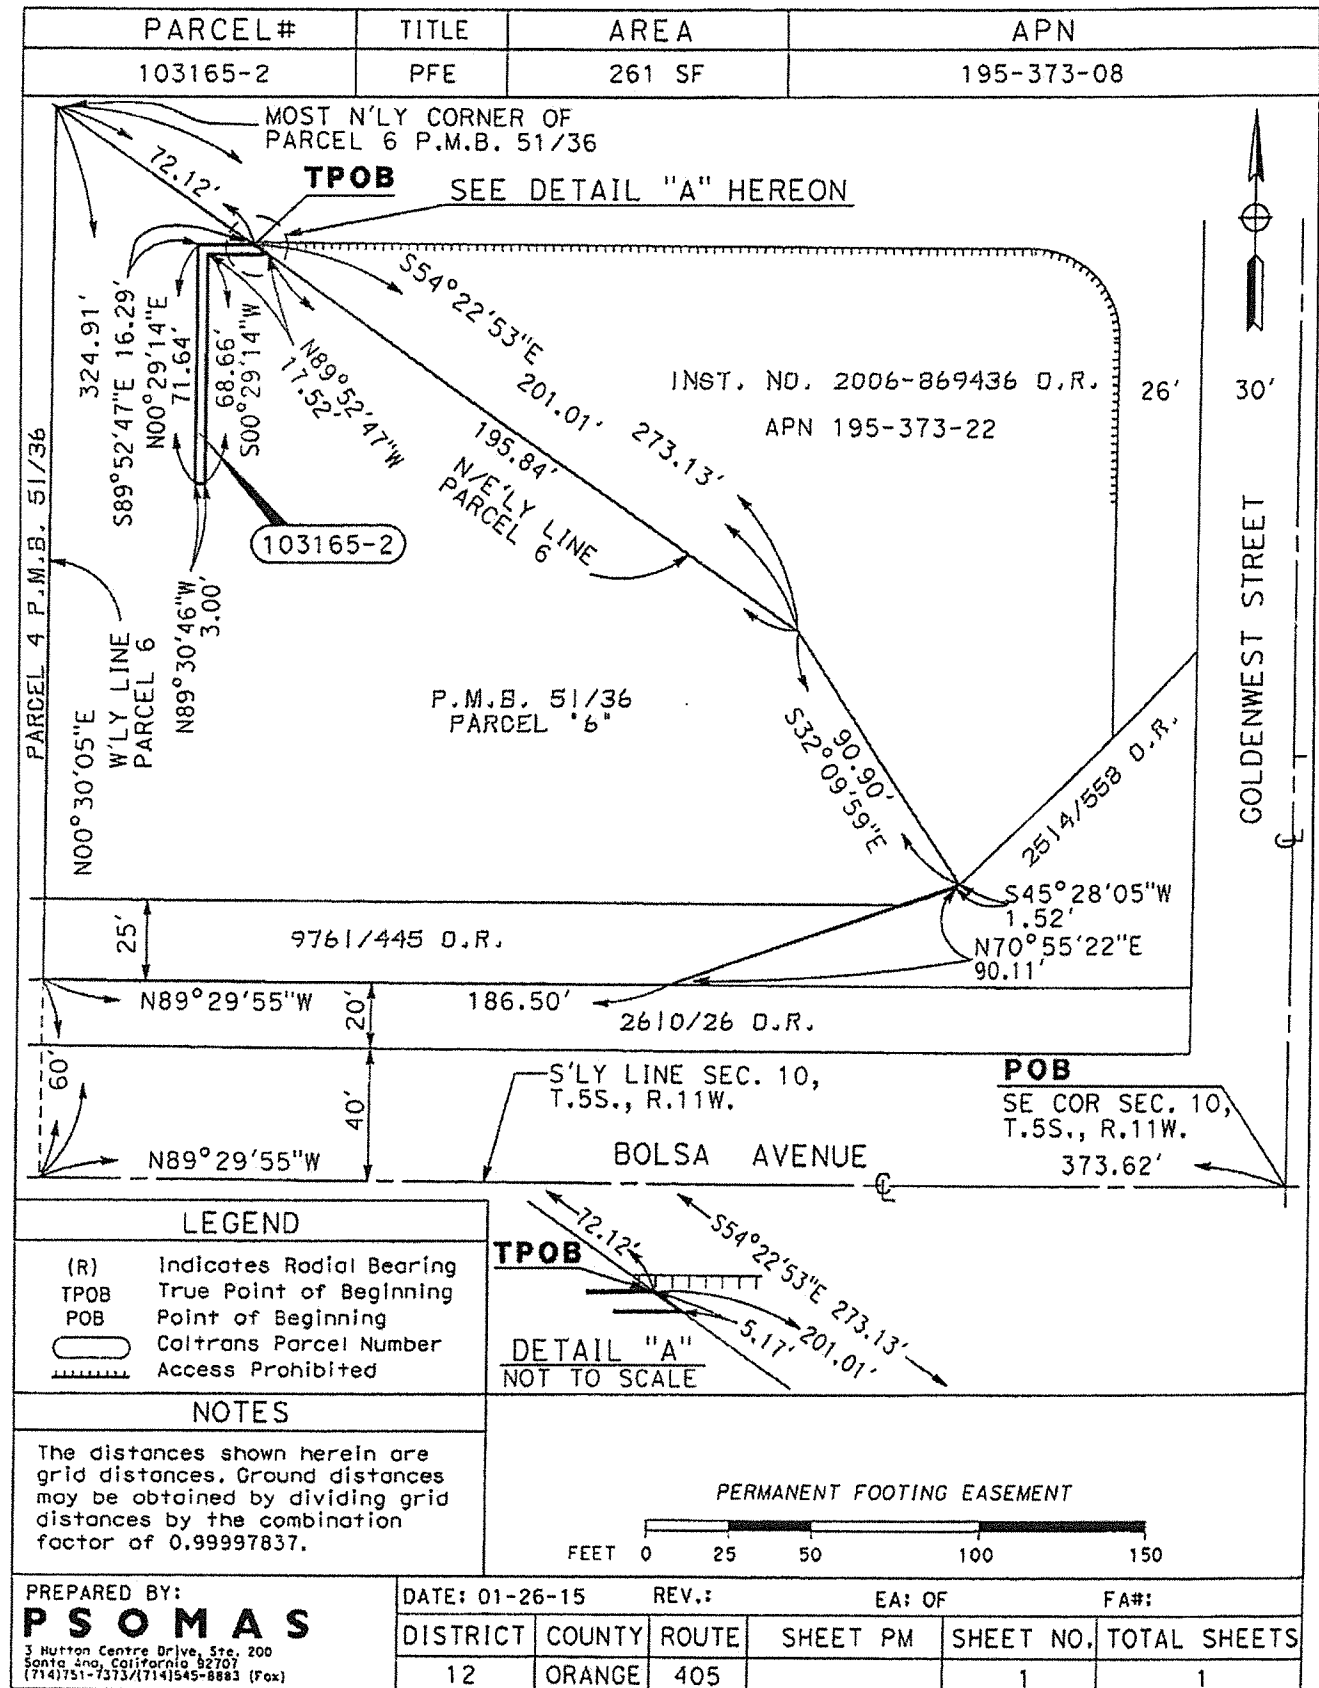 PARCEL# TITLE AREA APN
103165-2 PFE 261 SF 195-373-08
MOST N'LY CORNER OF
PARCEL 6 P.M.B. 51/36
72.12'
TPOB
SEE DETAIL "A" HEREON
324.91'
S89°52'47"E 16.29'
N00°29'14"E
71.64'
68.66'
S00°29'14"W
N89°52'47"W
17.52'
S54°22'53"E
201.01'
273.13'
195.84'
N/E'LY LINE
PARCEL 6
INST. NO. 2006-869436 O.R.
APN 195-373-22
26'
30'
PARCEL 4 P.M.B. 51/36
103165-2
N89°30'46"W
3.00'
W'LY LINE
PARCEL 6
N00°30'05"E
P.M.B. 51/36
PARCEL "6"
90.90'
S32°09'59"E
2514/558 O.R.
GOLDENWEST STREET
CL
S45°28'05"W
1.52'
N70°55'22"E
90.11'
25'
9761/445 O.R.
N89°29'55"W
186.50'
20'
2610/26 O.R.
60'
40'
S'LY LINE SEC. 10,
T.5S., R.11W.
POB
SE COR SEC. 10,
T.5S., R.11W.
373.62'
N89°29'55"W
BOLSA AVENUE
CL
LEGEND
(R) Indicates Radial Bearing
TPOB True Point of Beginning
POB Point of Beginning
Caltrans Parcel Number
Access Prohibited
72.12'
TPOB
S54°22'53"E 273.13'
5.17'
201.01'
DETAIL "A"
NOT TO SCALE
NOTES
The distances shown herein are
grid distances. Ground distances
may be obtained by dividing grid
distances by the combination
factor of 0.99997837.
PERMANENT FOOTING EASEMENT
FEET 0 25 50 100 150
PREPARED BY:
PSOMAS
3 Hutton Centre Drive, Ste. 200
Santa Ana, California 92707
(714)751-7373/(714)545-8883 (Fax)
DATE: 01-26-15 REV.: EA: OF FA#:
DISTRICT COUNTY ROUTE SHEET PM SHEET NO. TOTAL SHEETS
12 ORANGE 405 1 1